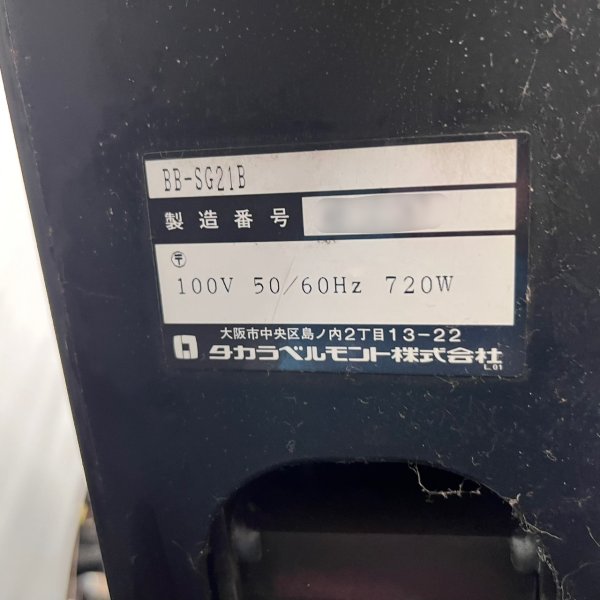 BB-SG21B
製造番号
〒
100V 50/60Hz 720W
大阪市中央区島ノ内2丁目13-22
タカラベルモント株式会社
L01